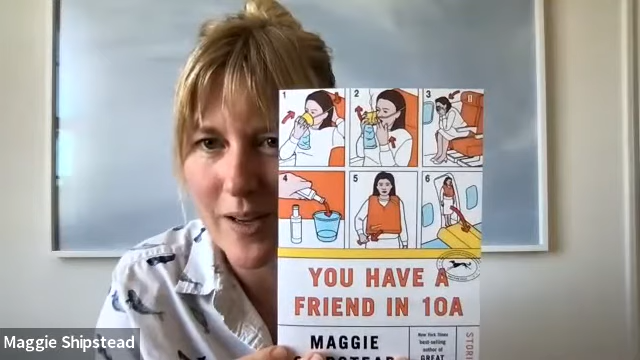 1
2
3
4
5
6
YOU HAVE A
FRIEND IN 10A
MAGGIE
New York Times
best-selling
author of
GREAT
Maggie Shipstead